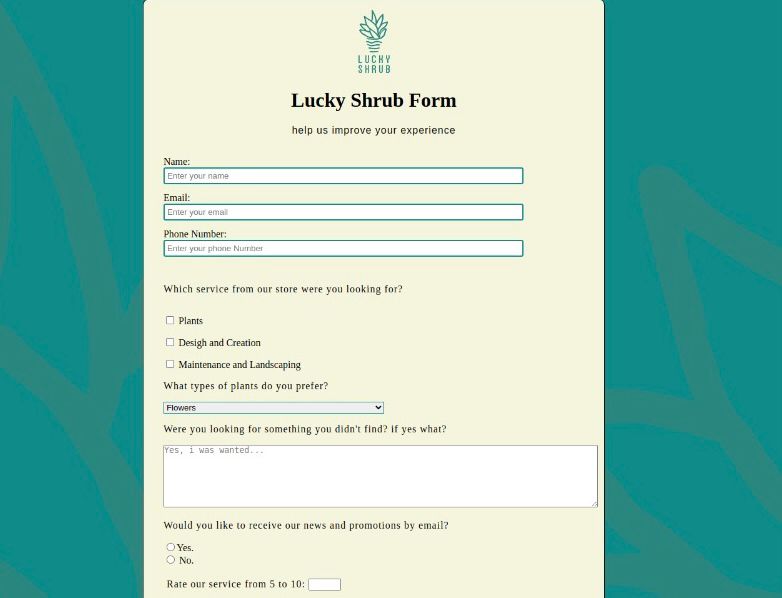 LUCKY
SHRUB
Lucky Shrub Form
help us improve your experience
Name:
Enter your name
Email:
Enter your email
Phone Number:
Enter your phone Number
Which service from our store were you looking for?
Plants
Desigh and Creation
Maintenance and Landscaping
What types of plants do you prefer?
Flowers
Were you looking for something you didn't find? if yes what?
Yes, i was wanted...
Would you like to receive our news and promotions by email?
Yes.
No.
Rate our service from 5 to 10: